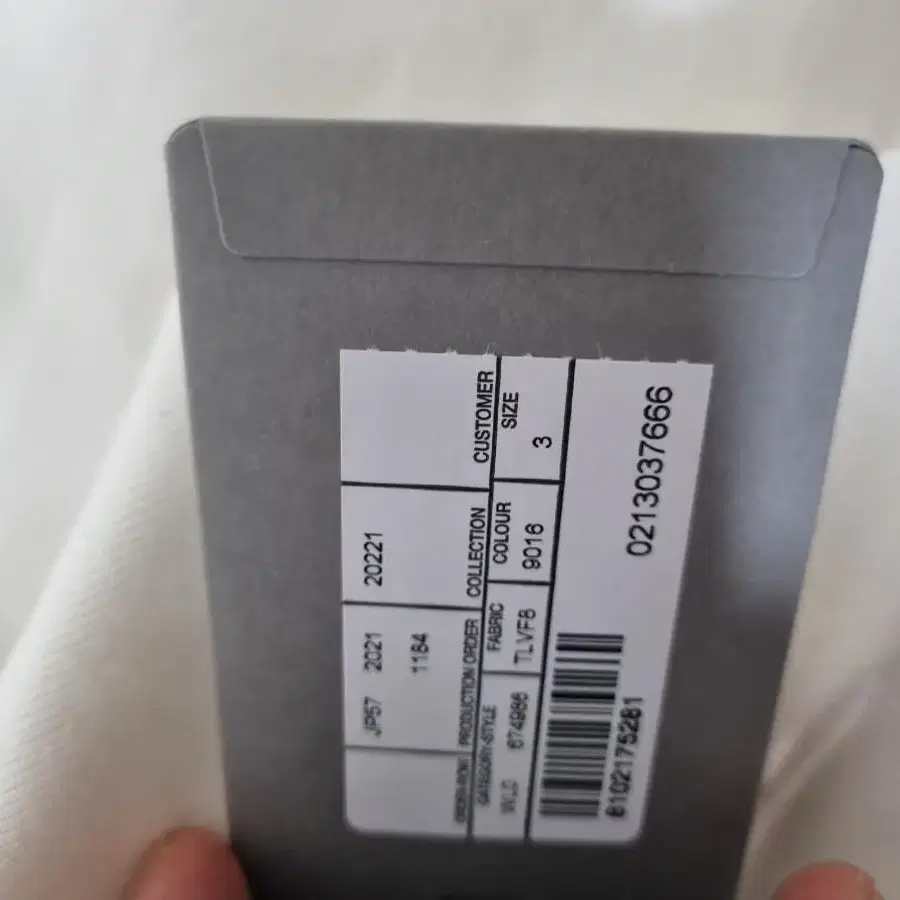 JP57 2021 20221
1184
PRODUCTION ORDER COLLECTION CUSTOMER
CATEGORY-STYLE FABRIC COLOUR SIZE
674986 TLVF8 9016 3
0213037666
6102175281